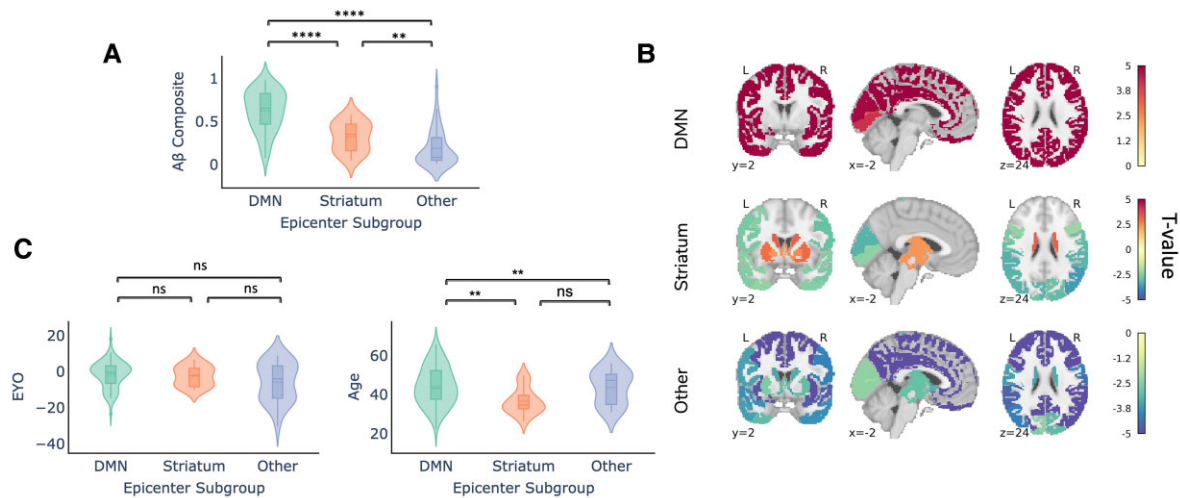 A
****
****
**
Aβ Composite
1
0.5
0
DMN
Striatum
Other
Epicenter Subgroup
B
DMN
L
R
y=2
x=-2
z=24
5
3.8
2.5
1.2
0
Striatum
L
R
y=2
x=-2
z=24
5
2.5
0
-2.5
-5
T-value
Other
L
R
y=2
x=-2
z=24
0
-1.2
-2.5
-3.8
-5
C
ns
ns
ns
EYO
20
0
−20
−40
DMN
Striatum
Other
Epicenter Subgroup
**
**
ns
Age
60
40
20
DMN
Striatum
Other
Epicenter Subgroup